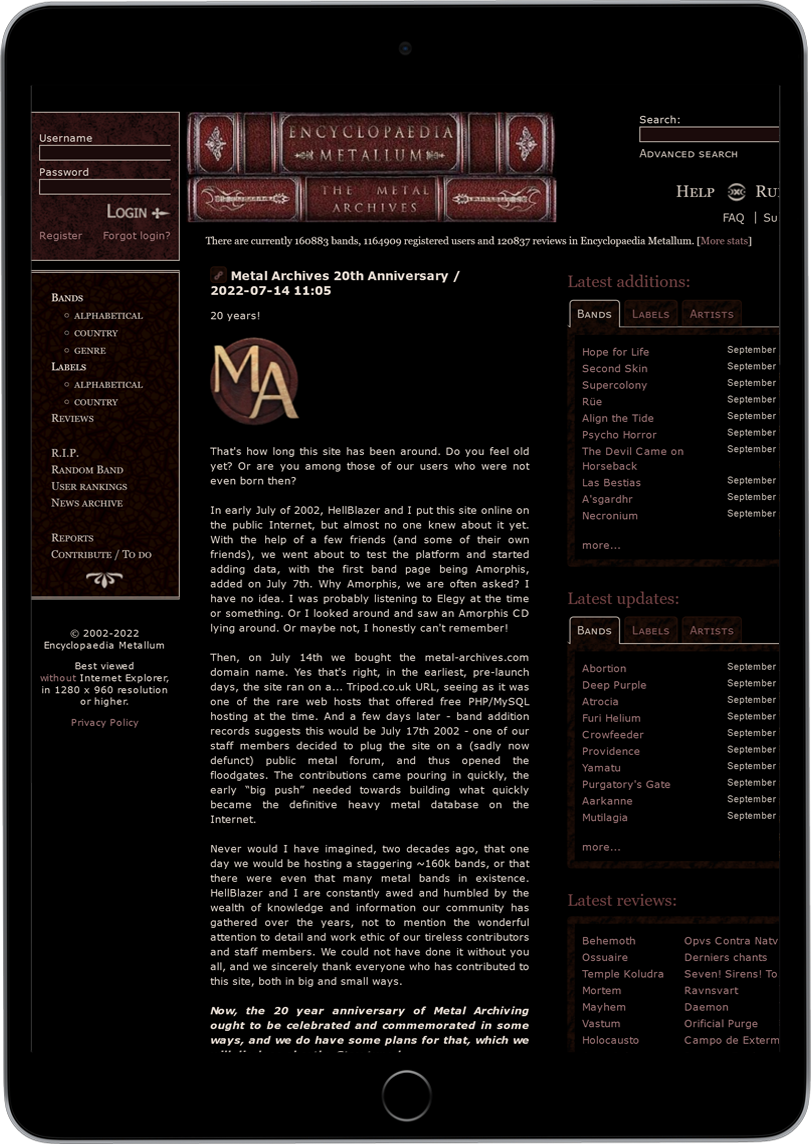 Username
Password
LOGIN
Register Forgot login?
ENCYCLOPAEDIA
METALLUM
THE METAL
ARCHIVES
Search:
ADVANCED SEARCH
HELP RU
FAQ | Su
There are currently 160883 bands, 1164909 registered users and 120837 reviews in Encyclopaedia Metallum. [More stats]
BANDS
ALPHABETICAL
COUNTRY
GENRE
LABELS
ALPHABETICAL
COUNTRY
REVIEWS
R.I.P.
RANDOM BAND
USER RANKINGS
NEWS ARCHIVE
REPORTS
CONTRIBUTE / TO DO
© 2002-2022
Encyclopaedia Metallum
Best viewed
without Internet Explorer,
in 1280 x 960 resolution
or higher.
Privacy Policy
Metal Archives 20th Anniversary /
2022-07-14 11:05
20 years!
MA
That's how long this site has been around. Do you feel old
yet? Or are you among those of our users who were not
even born then?
In early July of 2002, HellBlazer and I put this site online on
the public Internet, but almost no one knew about it yet.
With the help of a few friends (and some of their own
friends), we went about to test the platform and started
adding data, with the first band page being Amorphis,
added on July 7th. Why Amorphis, we are often asked? I
have no idea. I was probably listening to Elegy at the time
or something. Or I looked around and saw an Amorphis CD
lying around. Or maybe not, I honestly can't remember!
Then, on July 14th we bought the metal-archives.com
domain name. Yes that's right, in the earliest, pre-launch
days, the site ran on a... Tripod.co.uk URL, seeing as it was
one of the rare web hosts that offered free PHP/MySQL
hosting at the time. And a few days later - band addition
records suggests this would be July 17th 2002 - one of our
staff members decided to plug the site on a (sadly now
defunct) public metal forum, and thus opened the
floodgates. The contributions came pouring in quickly, the
early “big push” needed towards building what quickly
became the definitive heavy metal database on the
Internet.
Never would I have imagined, two decades ago, that one
day we would be hosting a staggering ~160k bands, or that
there were even that many metal bands in existence.
HellBlazer and I are constantly awed and humbled by the
wealth of knowledge and information our community has
gathered over the years, not to mention the wonderful
attention to detail and work ethic of our tireless contributors
and staff members. We could not have done it without you
all, and we sincerely thank everyone who has contributed to
this site, both in big and small ways.
Now, the 20 year anniversary of Metal Archiving
ought to be celebrated and commemorated in some
ways, and we do have some plans for that, which we
Latest additions:
BANDS LABELS ARTISTS
Hope for Life September
Second Skin September
Supercolony September
Rüe September
Align the Tide September
Psycho Horror September
The Devil Came on September
Horseback
Las Bestias September
A'sgardhr September
Necronium September
more...
Latest updates:
BANDS LABELS ARTISTS
Abortion September
Deep Purple September
Atrocia September
Furi Helium September
Crowfeeder September
Providence September
Yamatu September
Purgatory's Gate September
Aarkanne September
Mutilagia September
more...
Latest reviews:
Behemoth Opvs Contra Natv
Ossuaire Derniers chants
Temple Koludra Seven! Sirens! To
Mortem Ravnsvart
Mayhem Daemon
Vastum Orificial Purge
Holocausto Campo de Exterm